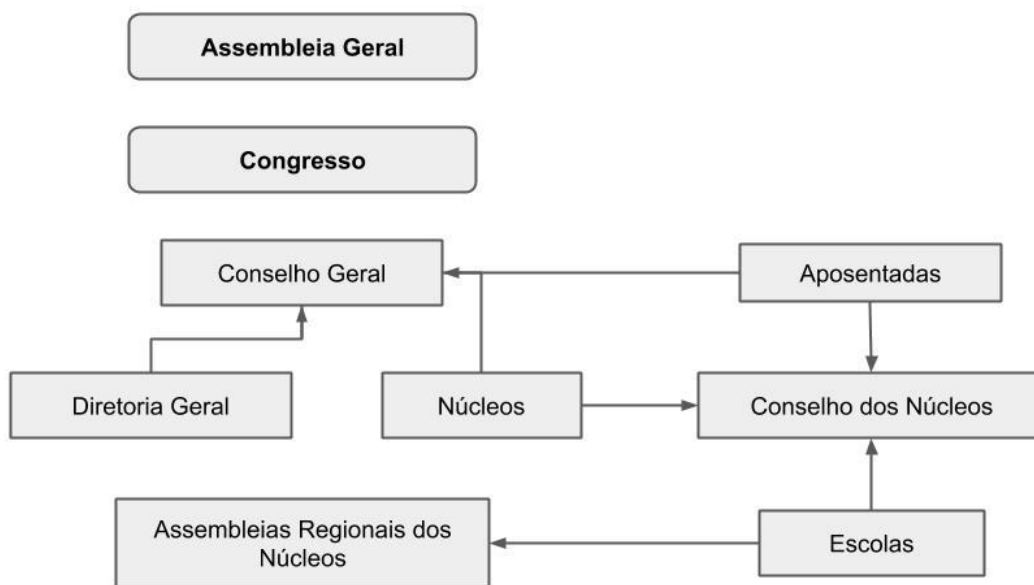 Assembleia Geral
Congresso
Conselho Geral
Aposentadas
Diretoria Geral
Núcleos
Conselho dos Núcleos
Assembleias Regionais dos
Núcleos
Escolas